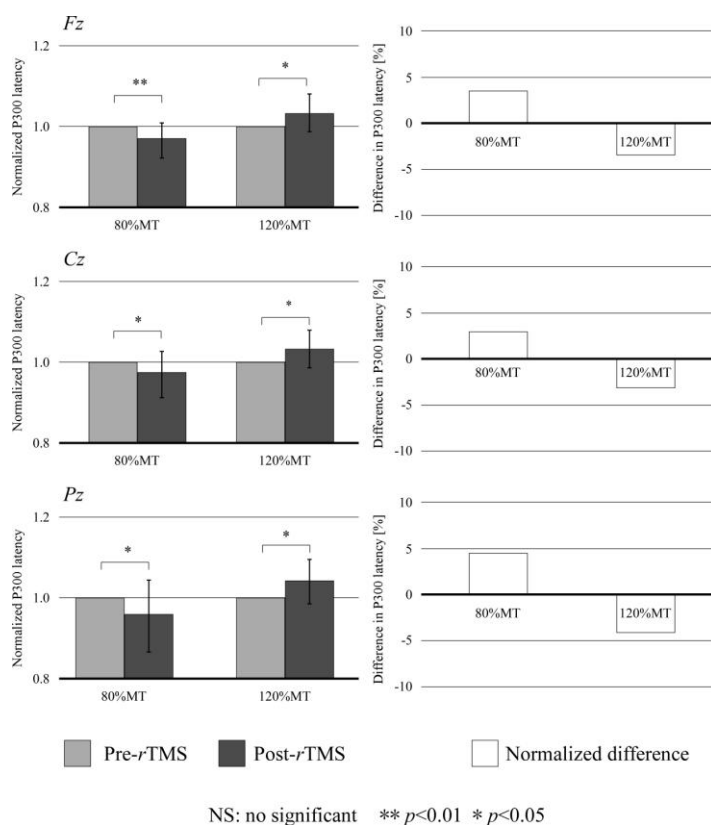 Fz
Normalized P300 latency
1.2
1.0
0.8
**
*
80%MT
120%MT
Difference in P300 latency [%]
10
5
0
-5
-10
80%MT
120%MT
Cz
Normalized P300 latency
1.2
1.0
0.8
*
*
80%MT
120%MT
Difference in P300 latency [%]
10
5
0
-5
-10
80%MT
120%MT
Pz
Normalized P300 latency
1.2
1.0
0.8
*
*
80%MT
120%MT
Difference in P300 latency [%]
10
5
0
-5
-10
80%MT
120%MT
Pre-rTMS
Post-rTMS
Normalized difference
NS: no significant ** p<0.01 * p<0.05